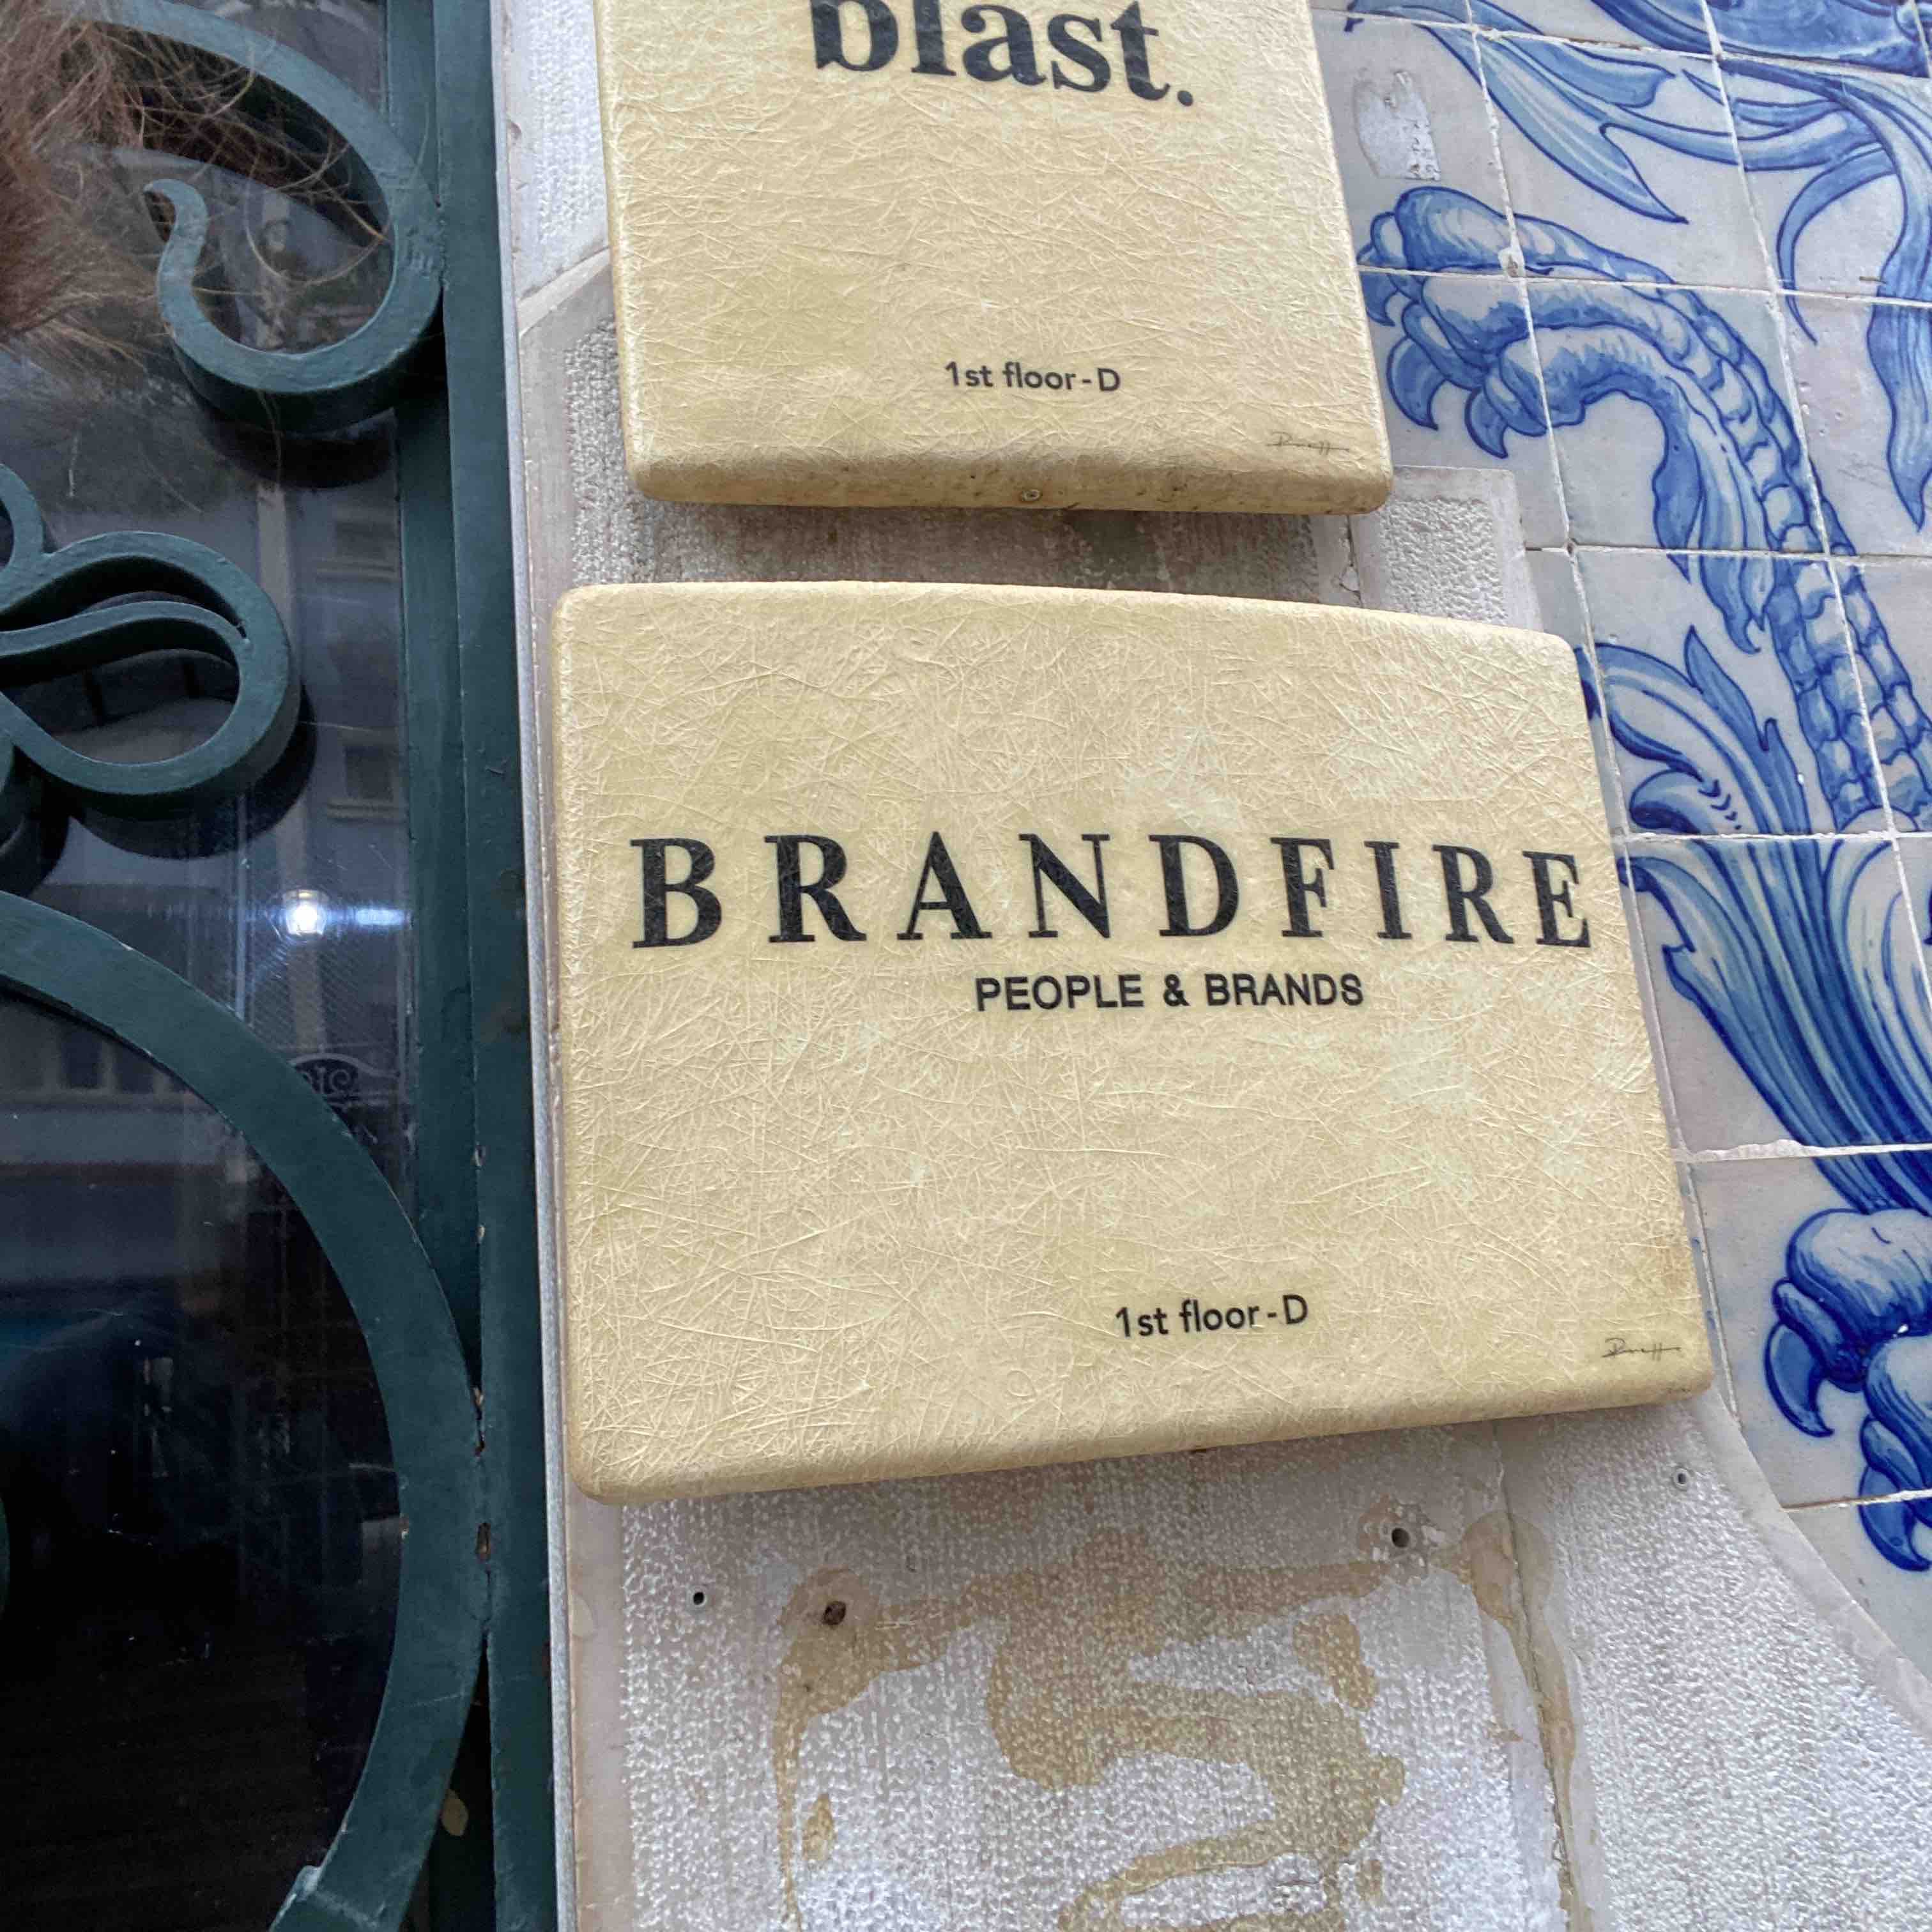 blast.
1st floor-D
BRANDFIRE
PEOPLE & BRANDS
1st floor-D